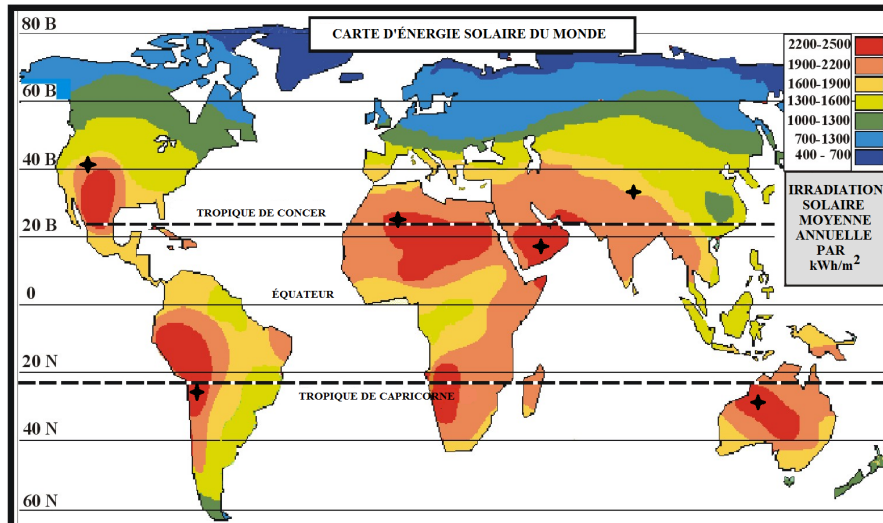 CARTE D'ÉNERGIE SOLAIRE DU MONDE
80 B
60 B
40 B
20 B
0
20 N
40 N
60 N
TROPIQUE DE CONCER
ÉQUATEUR
TROPIQUE DE CAPRICORNE
2200-2500
1900-2200
1600-1900
1300-1600
1000-1300
700-1300
400 - 700
IRRADIATION
SOLAIRE
MOYENNE
ANNUELLE
PAR
kWh/m²